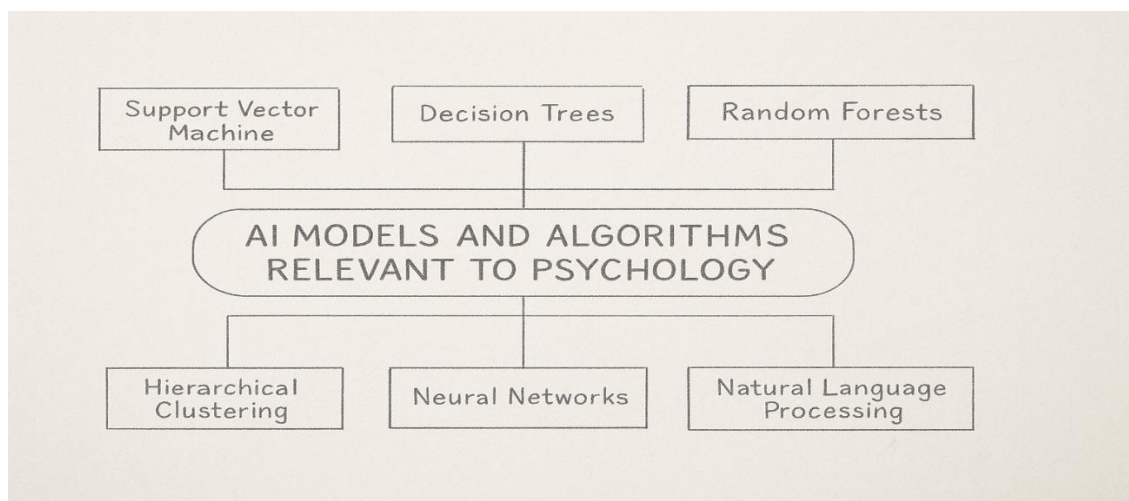 Support Vector
Machine
Decision Trees
Random Forests
AI MODELS AND ALGORITHMS
RELEVANT TO PSYCHOLOGY
Hierarchical
Clustering
Neural Networks
Natural Language
Processing